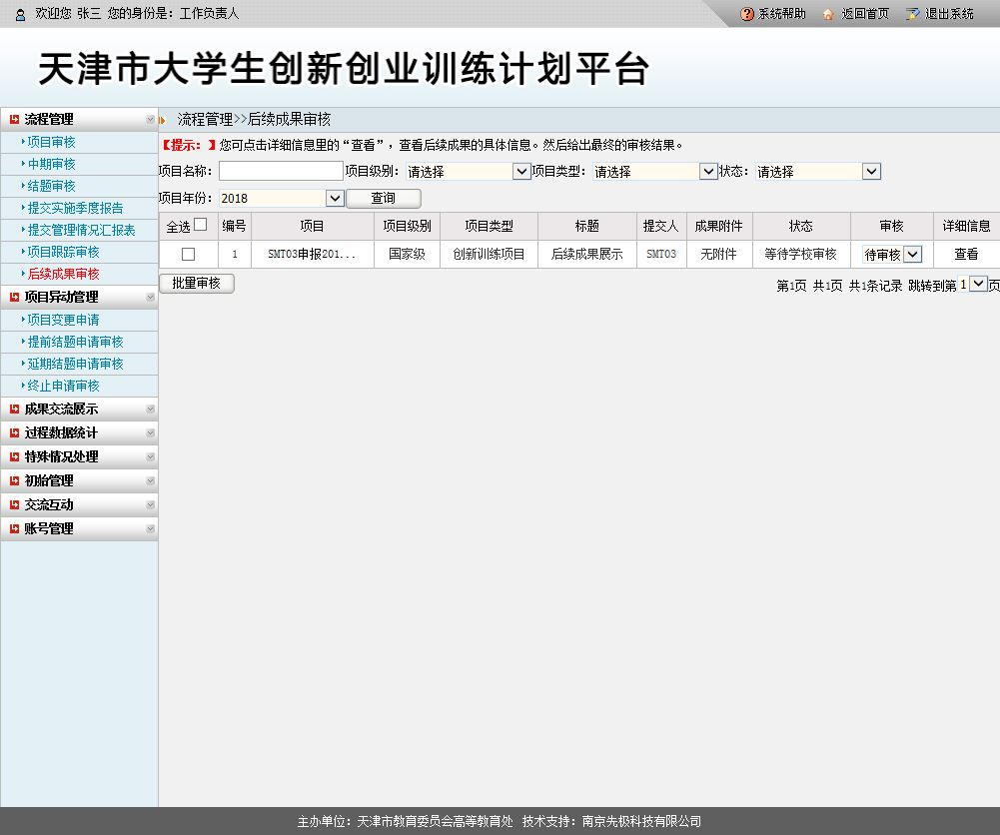 欢迎您 张三 您的身份是：工作负责人 系统帮助 返回首页 退出系统
天津市大学生创新创业训练计划平台
流程管理
项目审核
中期审核
结题审核
提交实施季度报告
提交管理情况汇报表
项目跟踪审核
后续成果审核
项目异动管理
项目变更申请
提前结题申请审核
延期结题申请审核
终止申请审核
成果交流展示
过程数据统计
特殊情况处理
初始管理
交流互动
账号管理
流程管理>>后续成果审核
【提示：】您可点击详细信息里的“查看”，查看后续成果的具体信息。然后给出最终的审核结果。
项目名称： 项目级别： 请选择 项目类型： 请选择 状态： 请选择
项目年份： 2018 查询
全选 编号 项目 项目级别 项目类型 标题 提交人 成果附件 状态 审核 详细信息
1 SMT03申报201... 国家级 创新训练项目 后续成果展示 SMT03 无附件 等待学校审核 待审核 查看
批量审核 第1页 共1页 共1条记录 跳转到第 1 页
主办单位：天津市教育委员会高等教育处 技术支持：南京先极科技有限公司